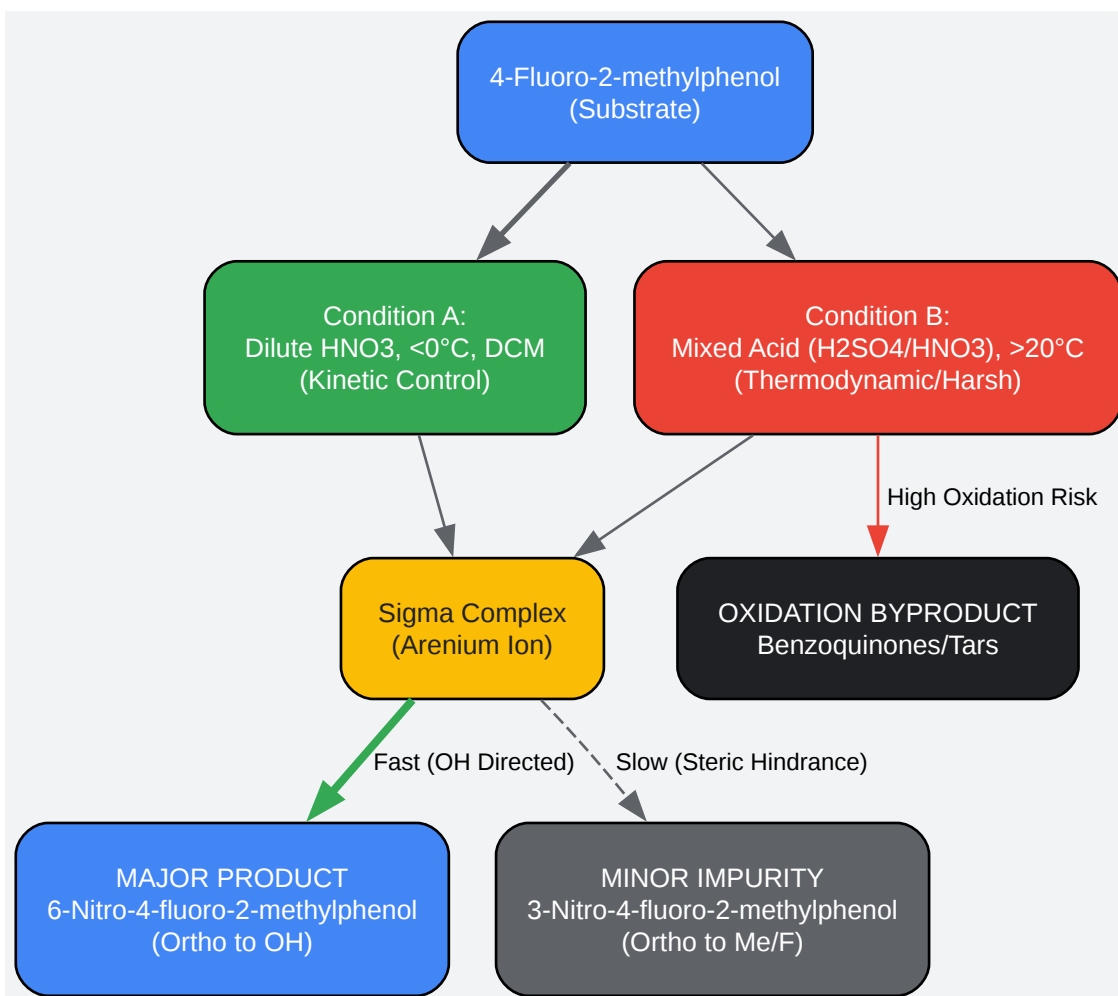 4-Fluoro-2-methylphenol
(Substrate)
Condition A:
Dilute HNO3, <0°C, DCM
(Kinetic Control)
Condition B:
Mixed Acid (H2SO4/HNO3), >20°C
(Thermodynamic/Harsh)
High Oxidation Risk
Sigma Complex
(Arenium Ion)
OXIDATION BYPRODUCT
Benzoquinones/Tars
Fast (OH Directed)
Slow (Steric Hindrance)
MAJOR PRODUCT
6-Nitro-4-fluoro-2-methylphenol
(Ortho to OH)
MINOR IMPURITY
3-Nitro-4-fluoro-2-methylphenol
(Ortho to Me/F)